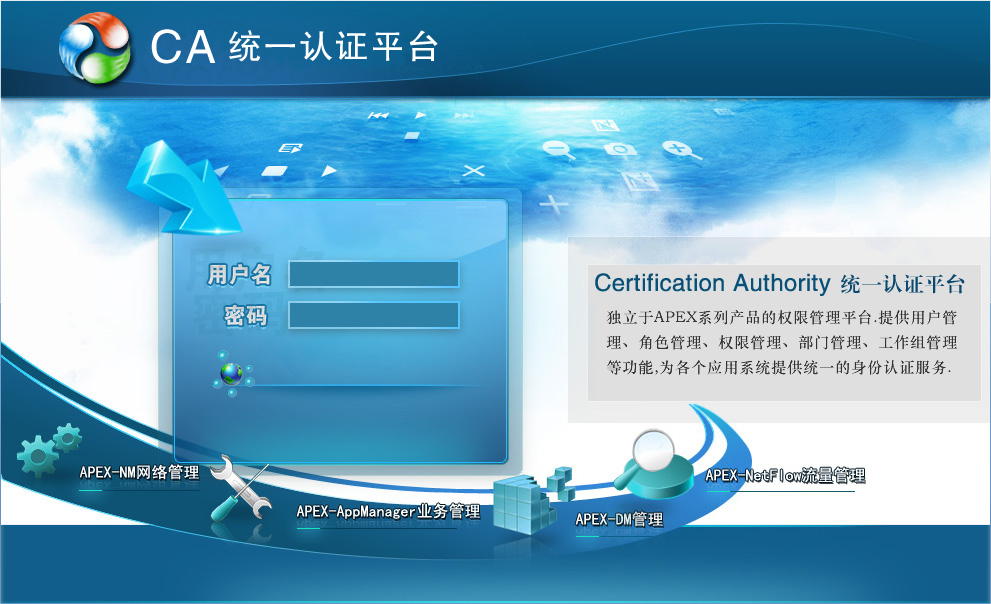 CA 统一认证平台
用户名
密码
Certification Authority 统一认证平台
独立于APEX系列产品的权限管理平台.提供用户管
理、角色管理、权限管理、部门管理、工作组管理
等功能,为各个应用系统提供统一的身份认证服务.
APEX-NM网络管理
APEX-AppManager业务管理
APEX-DM管理
APEX-NetFlow流量管理